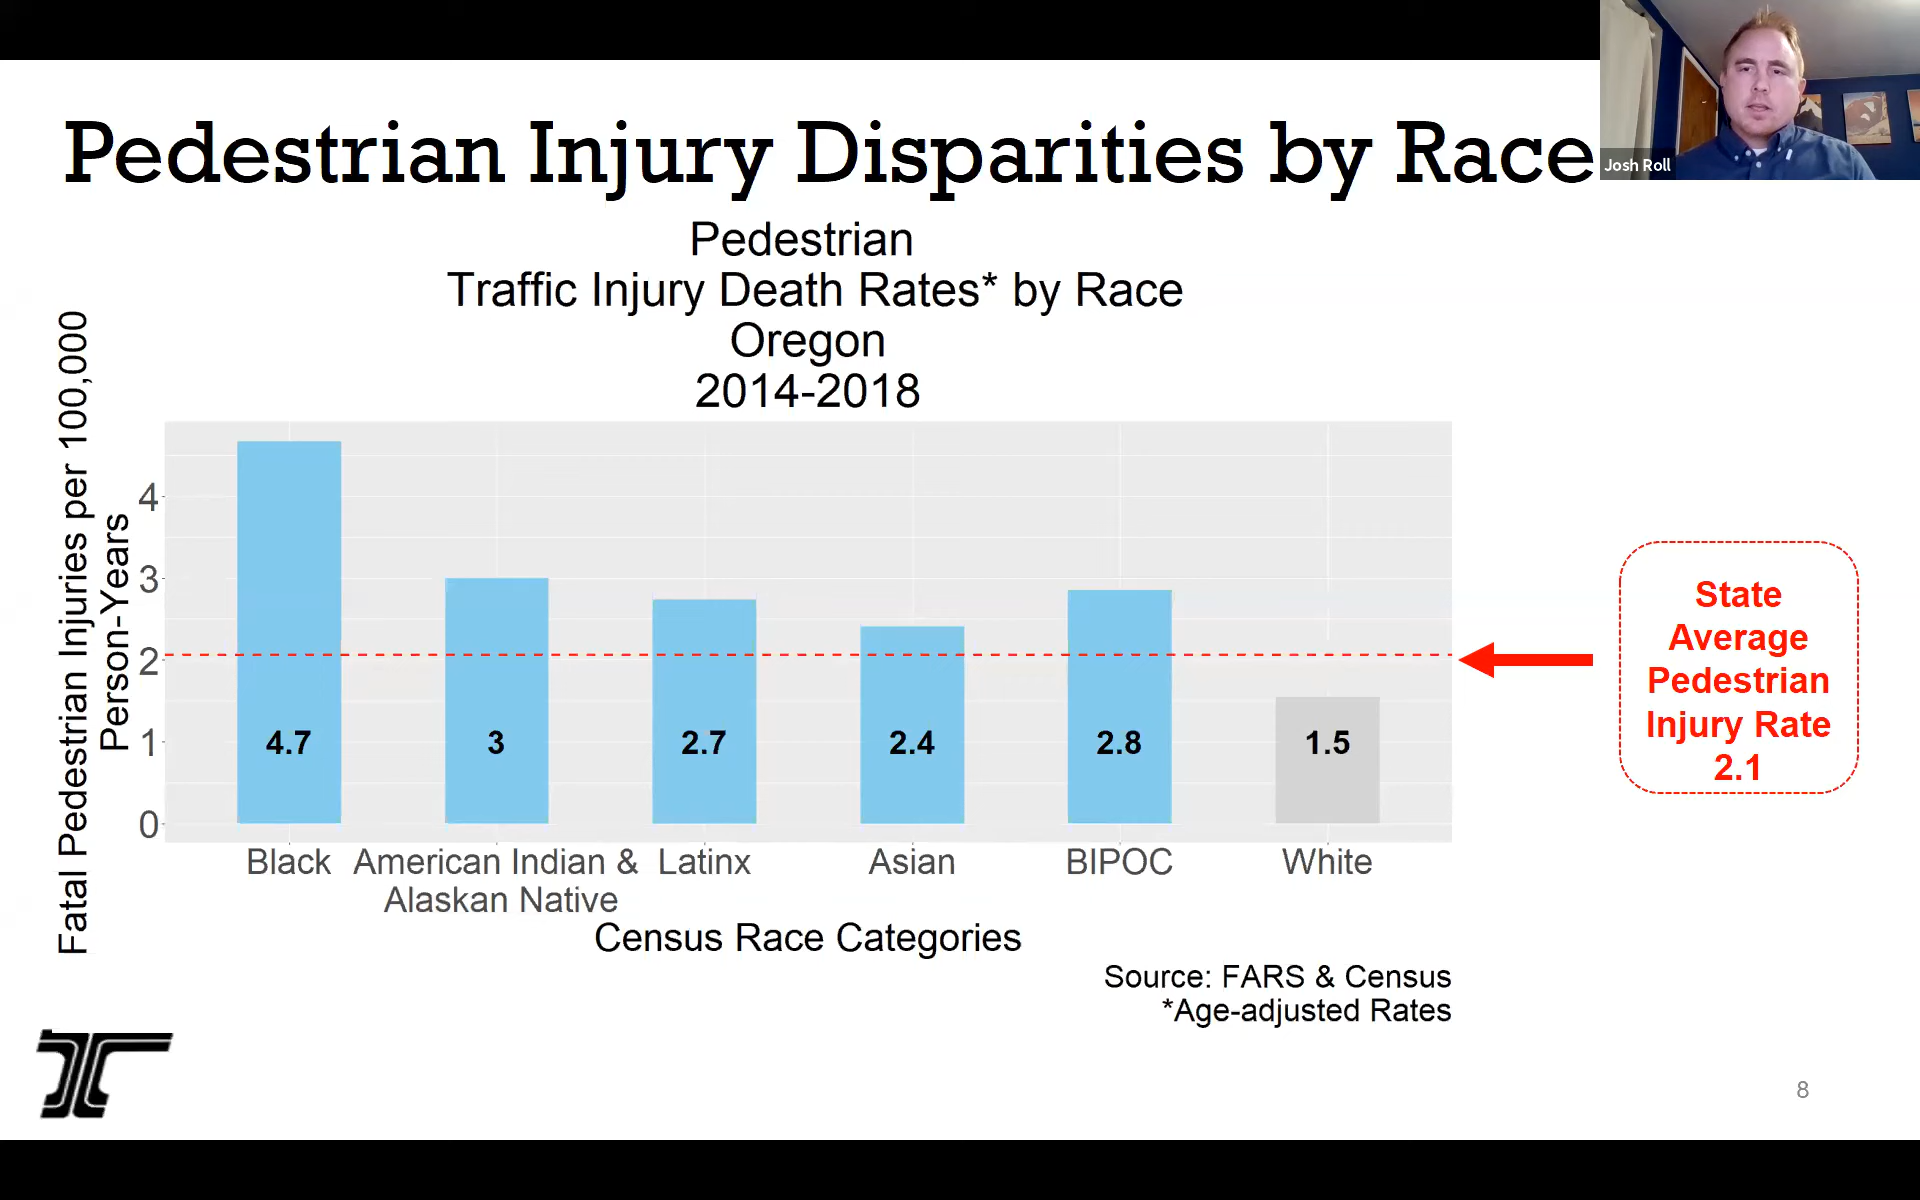 Pedestrian Injury Disparities by Race
Josh Roll
Pedestrian
Traffic Injury Death Rates* by Race
Oregon
2014-2018
Fatal Pedestrian Injuries per 100,000
Person-Years
4
3
2
1
0
4.7
3
2.7
2.4
2.8
1.5
Black
American Indian &
Alaskan Native
Latinx
Asian
BIPOC
White
Census Race Categories
State
Average
Pedestrian
Injury Rate
2.1
Source: FARS & Census
*Age-adjusted Rates
8